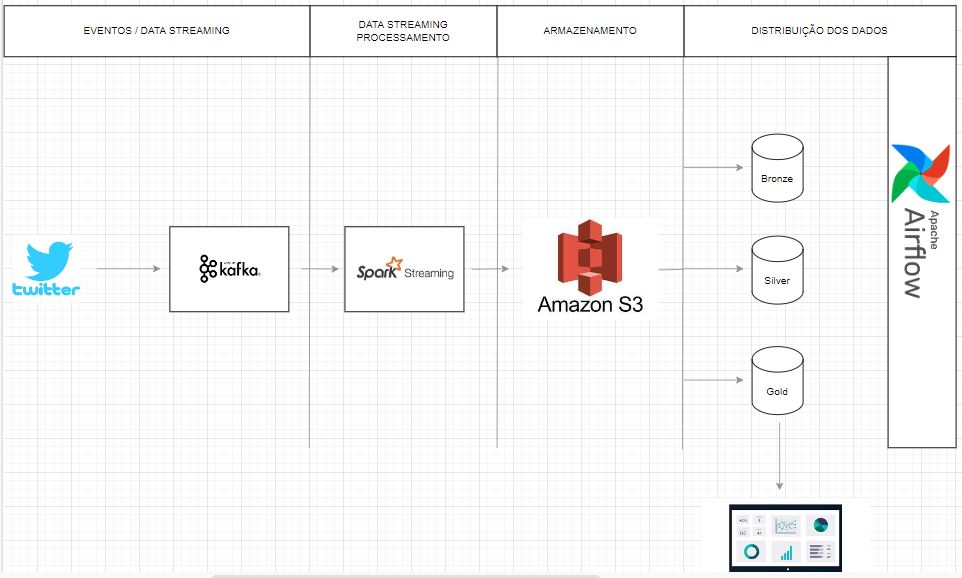 EVENTOS / DATA STREAMING
DATA STREAMING
PROCESSAMENTO
ARMAZENAMENTO
DISTRIBUIÇÃO DOS DADOS
twitter
kafka
Spark Streaming
Amazon S3
Bronze
Silver
Gold
Apache
Airflow